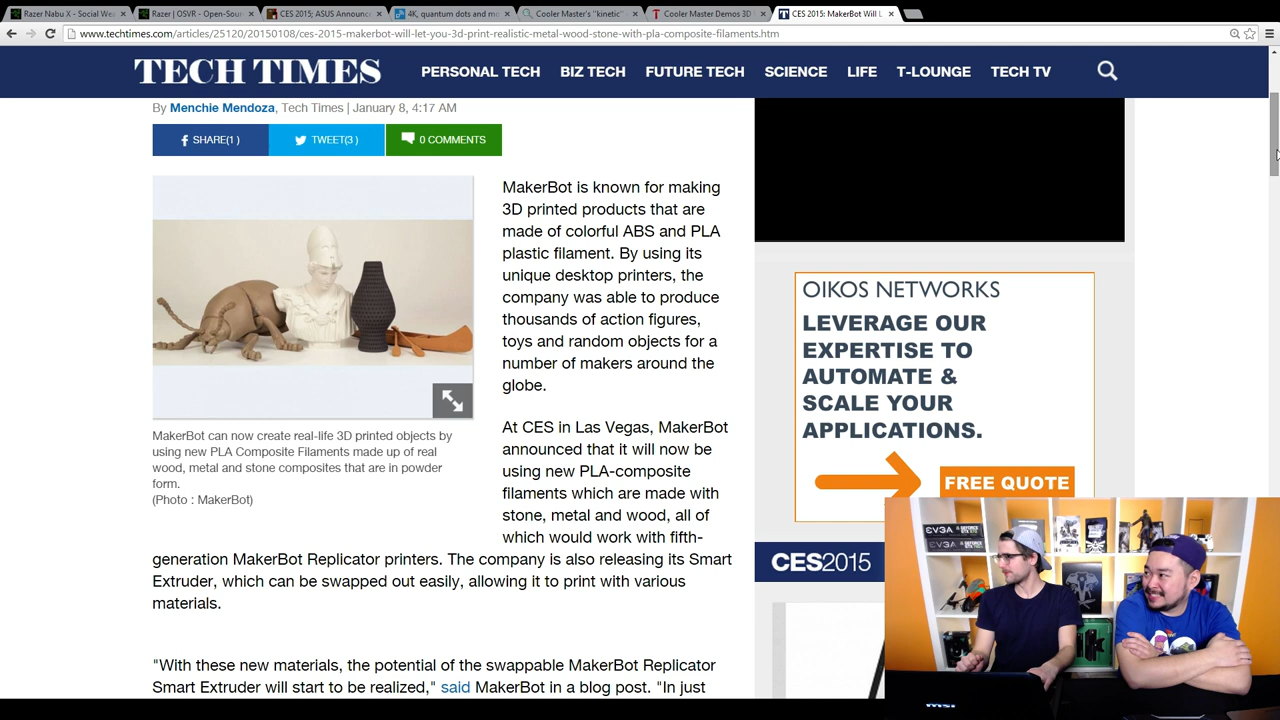 Razer Nabu X - Social Wea
Razer | OSVR - Open-Sou
CES 2015; ASUS Announc
4K, quantum dots and mo
Cooler Master's "kinetic"
Cooler Master Demos 3D
CES 2015: MakerBot Will L
www.techtimes.com/articles/25120/20150108/ces-2015-makerbot-will-let-you-3d-print-realistic-metal-wood-stone-with-pla-composite-filaments.htm
TECH TIMES
PERSONAL TECH
BIZ TECH
FUTURE TECH
SCIENCE
LIFE
T-LOUNGE
TECH TV
By Menchie Mendoza, Tech Times | January 8, 4:17 AM
SHARE(1 )
TWEET(3 )
0 COMMENTS
MakerBot is known for making
3D printed products that are
made of colorful ABS and PLA
plastic filament. By using its
unique desktop printers, the
company was able to produce
thousands of action figures,
toys and random objects for a
number of makers around the
globe.
MakerBot can now create real-life 3D printed objects by
using new PLA Composite Filaments made up of real
wood, metal and stone composites that are in powder
form.
(Photo : MakerBot)
At CES in Las Vegas, MakerBot
announced that it will now be
using new PLA-composite
filaments which are made with
stone, metal and wood, all of
which would work with fifth-
generation MakerBot Replicator printers. The company is also releasing its Smart
Extruder, which can be swapped out easily, allowing it to print with various
materials.
"With these new materials, the potential of the swappable MakerBot Replicator
Smart Extruder will start to be realized," said MakerBot in a blog post. "In just
OIKOS NETWORKS
LEVERAGE OUR
EXPERTISE TO
AUTOMATE &
SCALE YOUR
APPLICATIONS.
FREE QUOTE
CES2015
EVGA
EVGA
msi